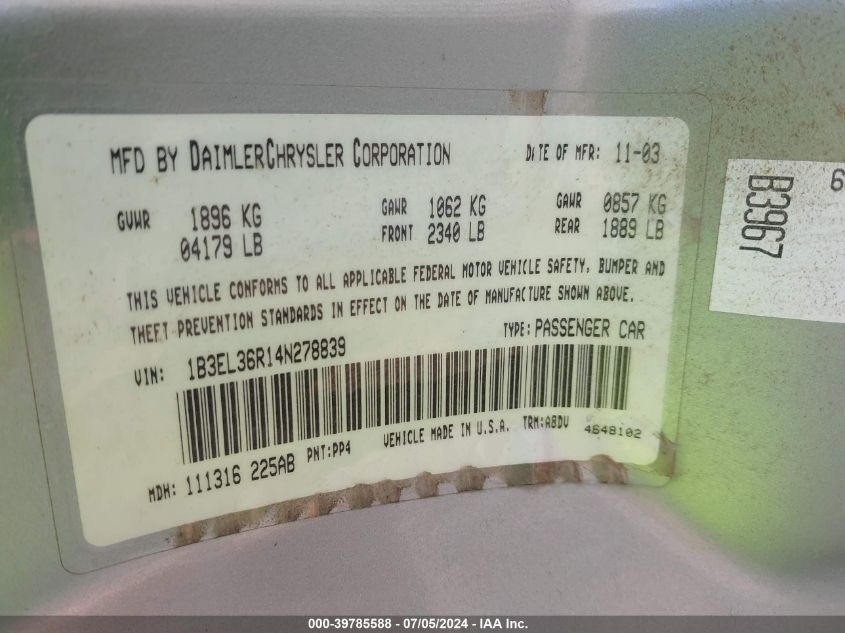 MFD BY DAIMLERCHRYSLER CORPORATION DATE OF MFR: 11-03
GVWR 1896 KG GAWR 1062 KG GAWR 0857 KG
04179 LB FRONT 2340 LB REAR 1889 LB
THIS VEHICLE CONFORMS TO ALL APPLICABLE FEDERAL MOTOR VEHICLE SAFETY, BUMPER AND
THEFT PREVENTION STANDARDS IN EFFECT ON THE DATE OF MANUFACTURE SHOWN ABOVE.
VIN: 1B3EL36R14N278839 TYPE: PASSENGER CAR
MDH: 111316 225AB PNT:PP4 VEHICLE MADE IN U.S.A. TRM:A8DV 4648102
B3967
6
000-39785588 - 07/05/2024 - IAA Inc.